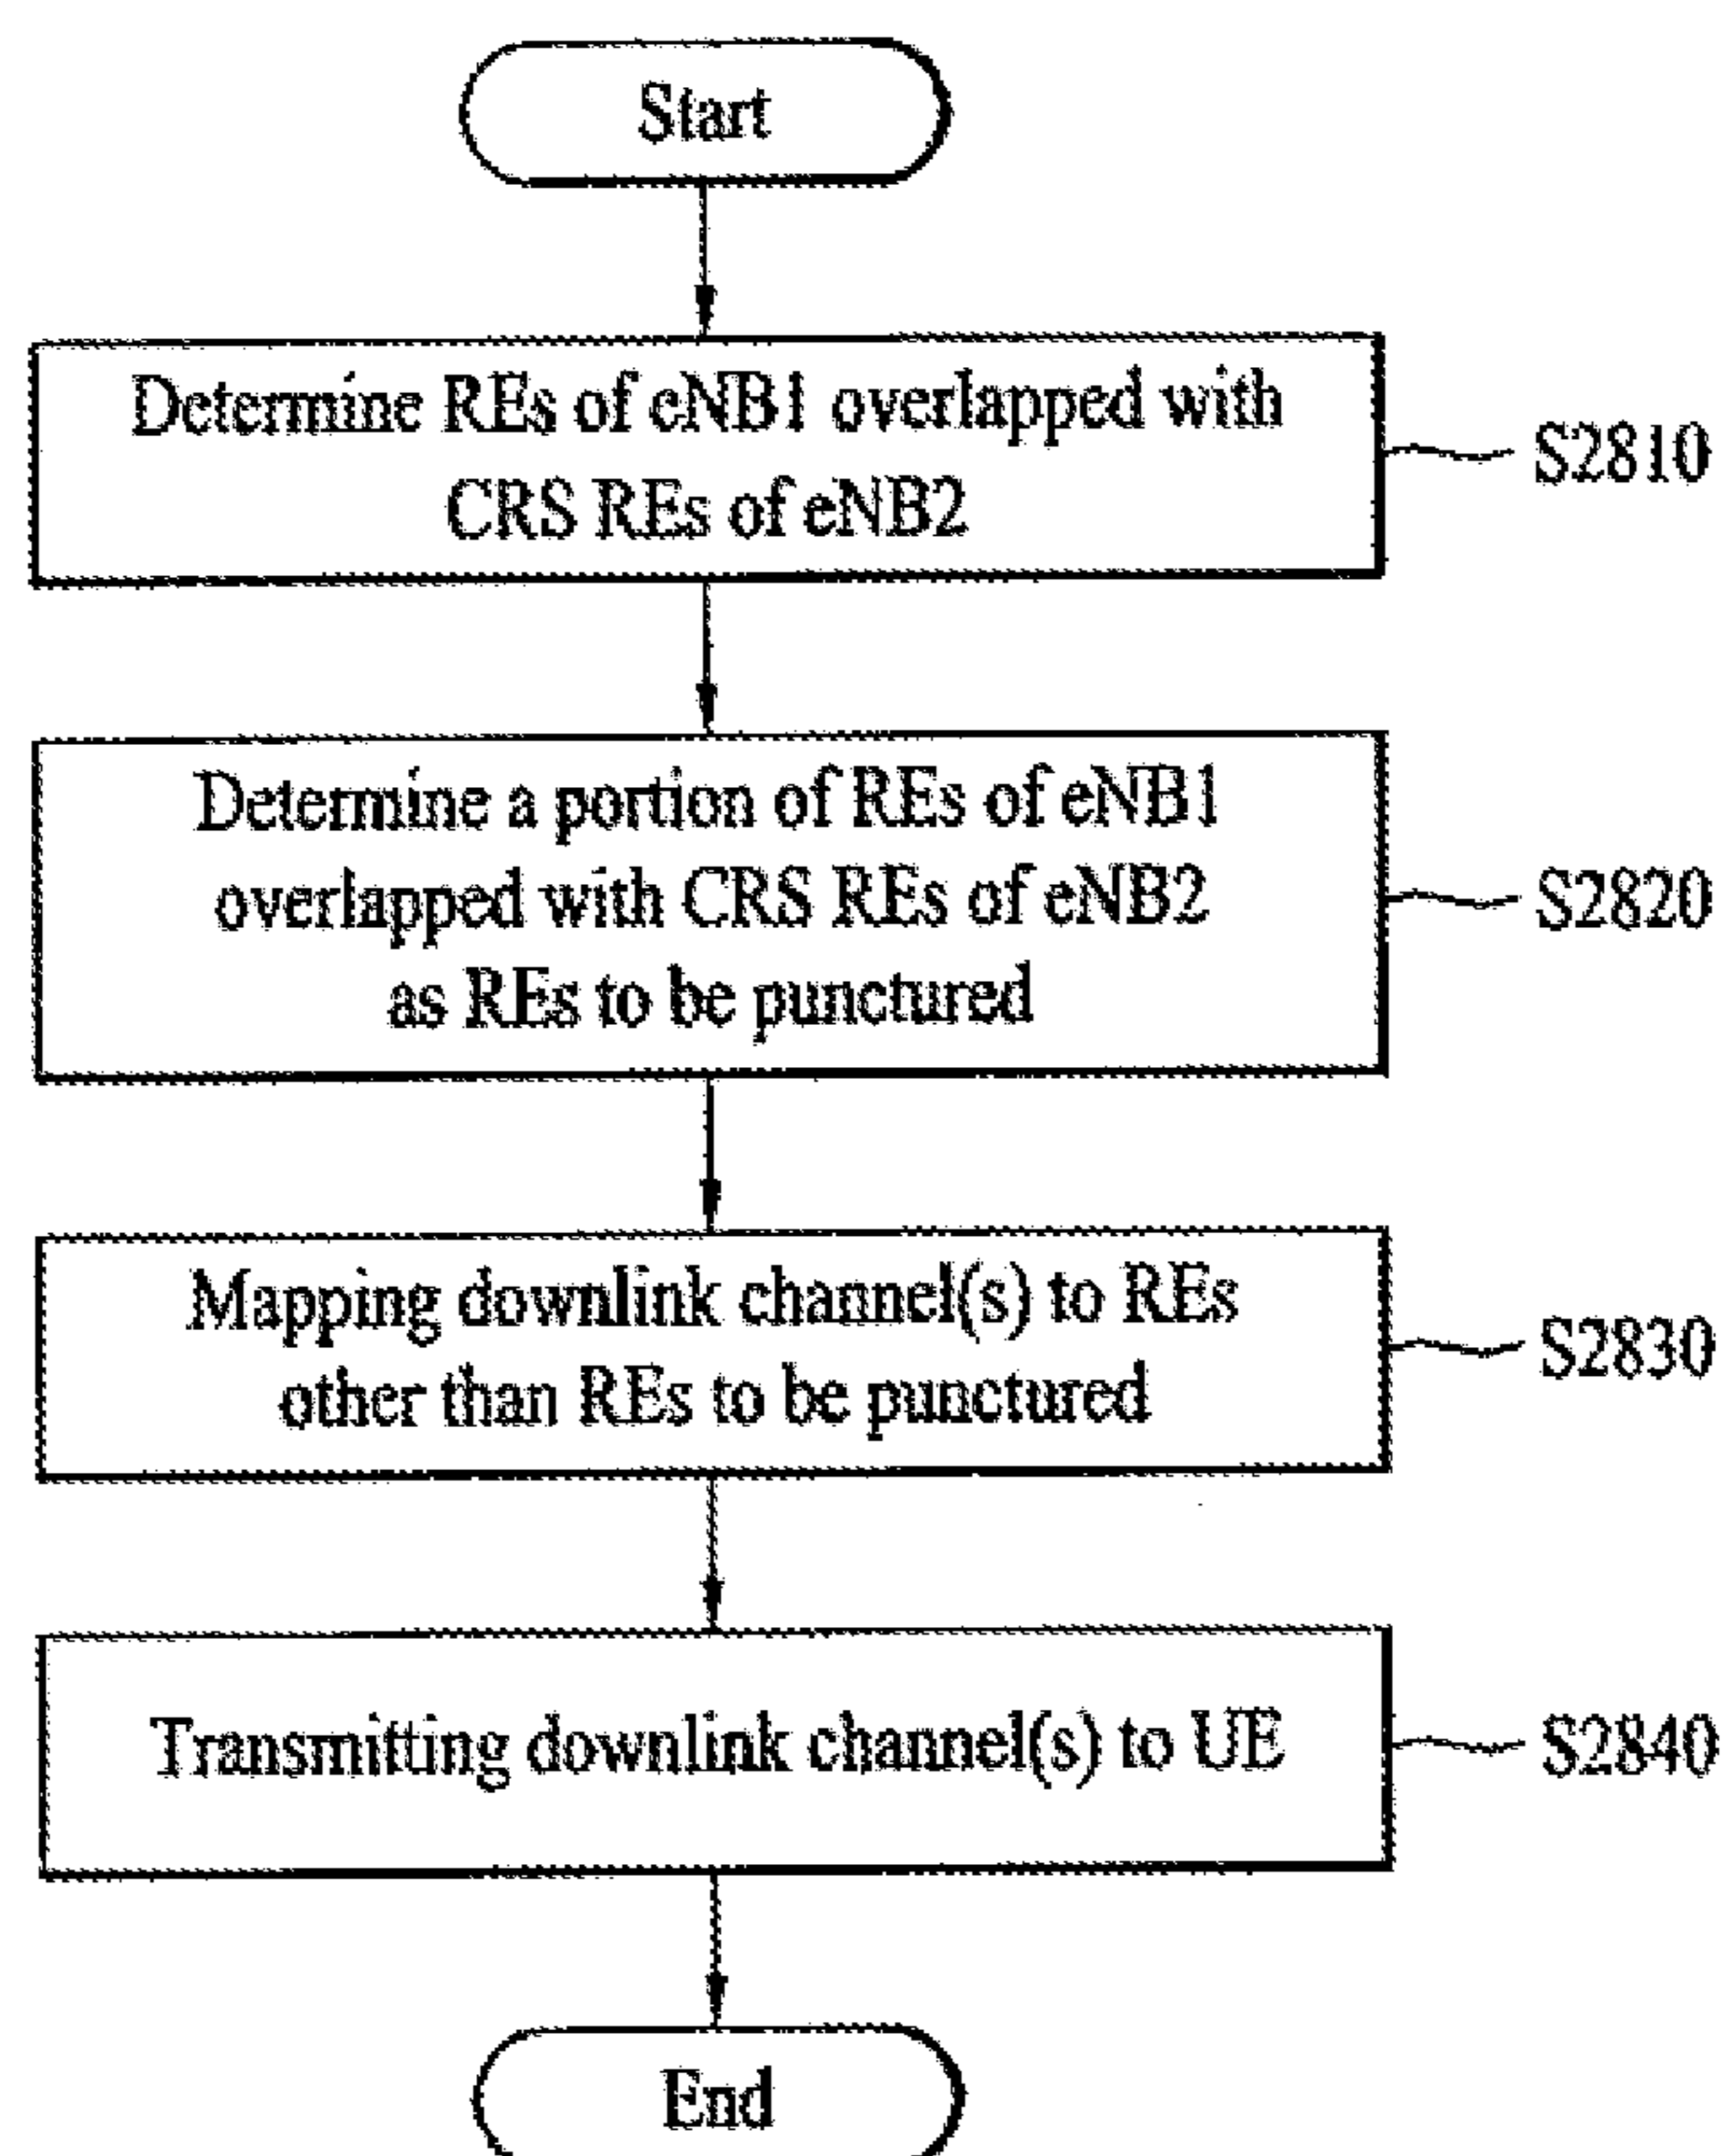 Start
Determine REs of eNB1 overlapped with
CRS REs of eNB2
S2810
Determine a portion of REs of eNB1
overlapped with CRS REs of eNB2
as REs to be punctured
S2820
Mapping downlink channel(s) to REs
other than REs to be punctured
S2830
Transmitting downlink channel(s) to UE
S2840
End